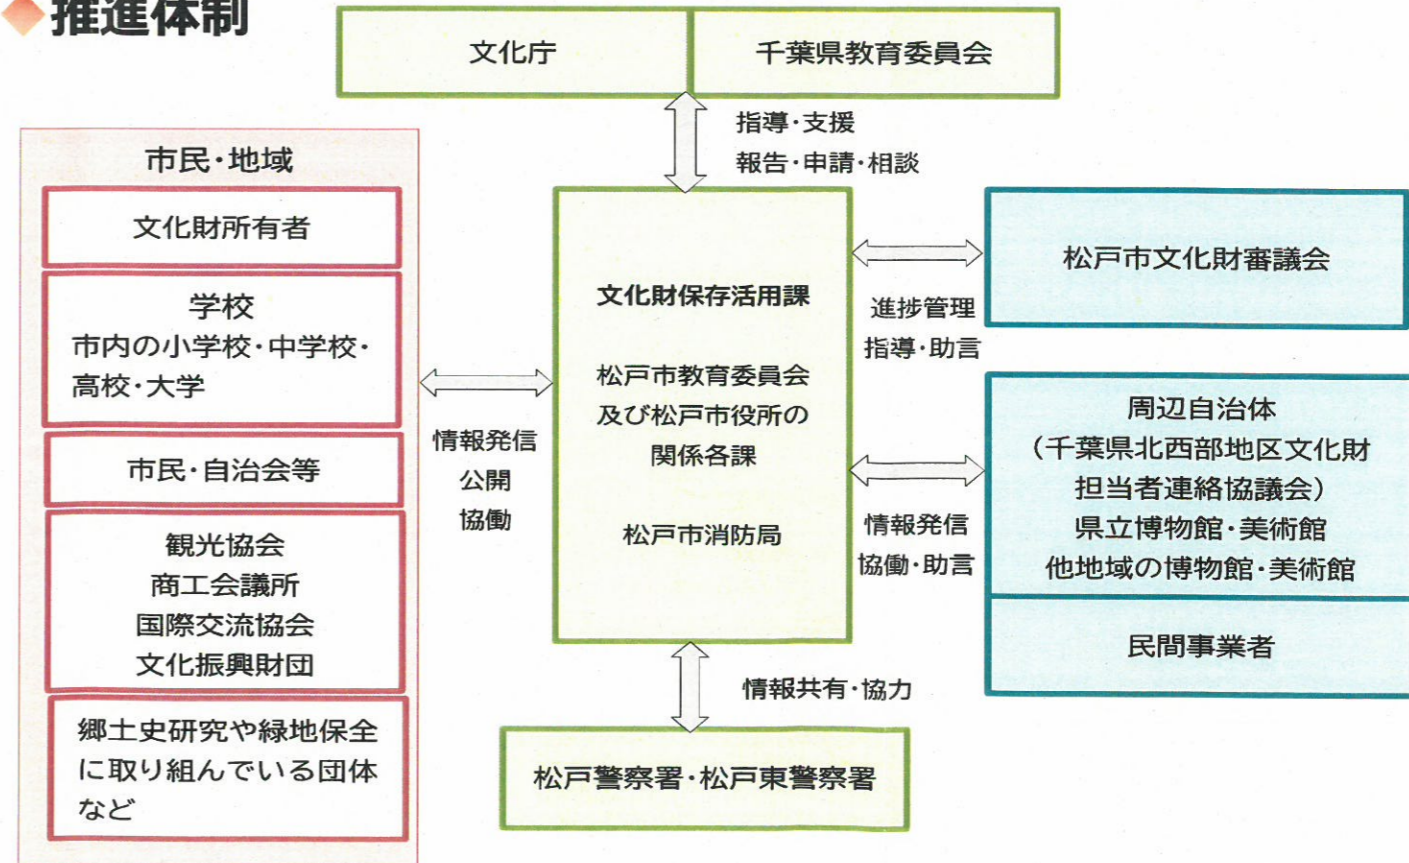 ◆推進体制
文化庁
千葉県教育委員会
指導・支援
報告・申請・相談
市民・地域
文化財所有者
学校
市内の小学校・中学校・
高校・大学
市民・自治会等
観光協会
商工会議所
国際交流協会
文化振興財団
郷土史研究や緑地保全
に取り組んでいる団体
など
情報発信
公開
協働
文化財保存活用課
松戸市教育委員会
及び松戸市役所の
関係各課
松戸市消防局
進捗管理
指導・助言
松戸市文化財審議会
情報発信
協働・助言
周辺自治体
（千葉県北西部地区文化財
担当者連絡協議会）
県立博物館・美術館
他地域の博物館・美術館
民間事業者
情報共有・協力
松戸警察署・松戸東警察署